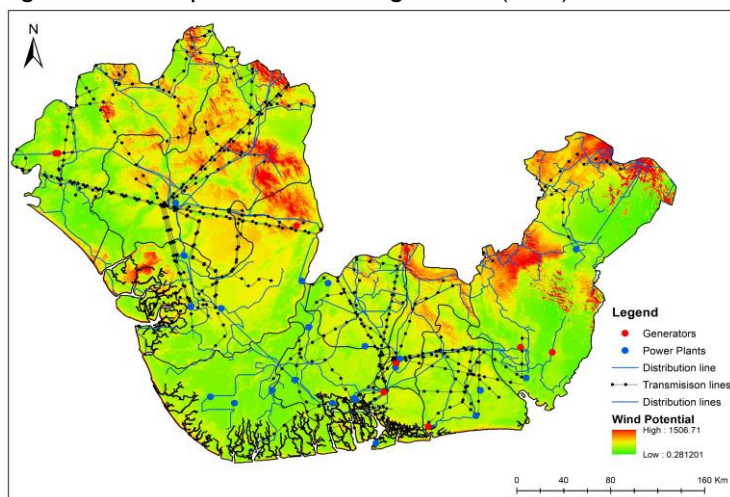 N
Legend
Generators
Power Plants
Distribution line
Transmisison lines
Distribution lines
Wind Potential
High : 1506.71
Low : 0.281201
0 40 80 120 160 Km